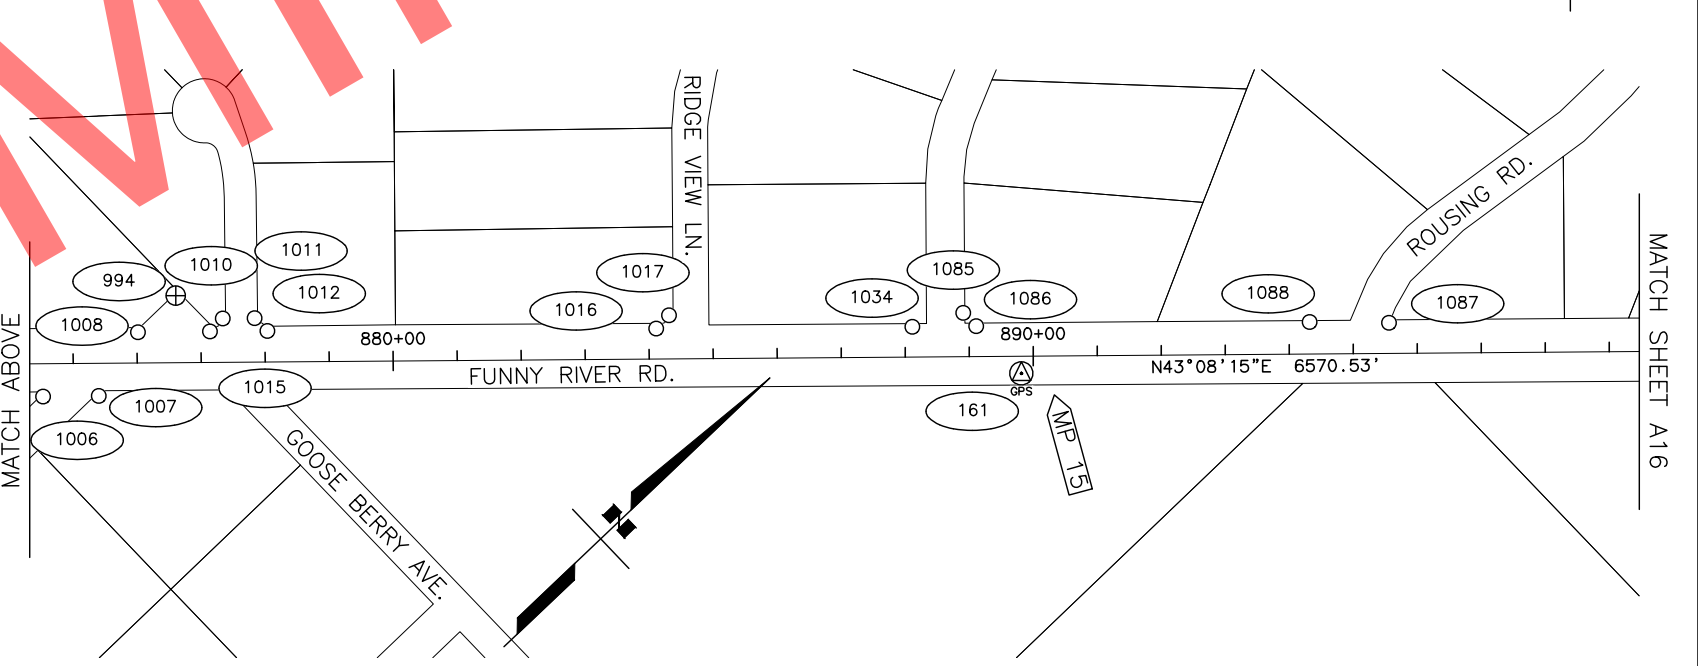 RIDGE VIEW LN.
ROUSING RD.
1011
1010
994
1012
1017
1016
1008
1034
1085
1086
1088
1087
880+00
890+00
MATCH ABOVE
MATCH SHEET A16
FUNNY RIVER RD.
N43°08'15"E 6570.53'
GPS
1015
1007
1006
161
MP 15
GOOSE BERRY AVE.
N